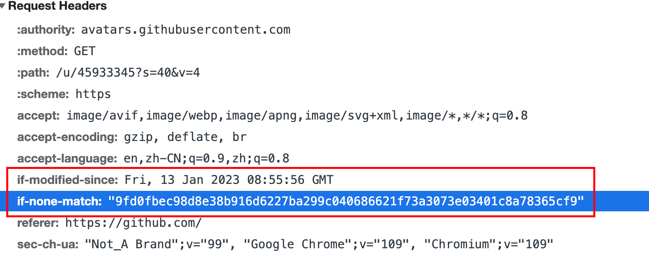 Request Headers
:authority: avatars.githubusercontent.com
:method: GET
:path: /u/45933345?s=40&v=4
:scheme: https
accept: image/avif,image/webp,image/apng,image/svg+xml,image/*,*/*;q=0.8
accept-encoding: gzip, deflate, br
accept-language: en,zh-CN;q=0.9,zh;q=0.8
if-modified-since: Fri, 13 Jan 2023 08:55:56 GMT
if-none-match: "9fd0fbec98d8e38b916d6227ba299c040686621f73a3073e03401c8a78365cf9"
referer: https://github.com/
sec-ch-ua: "Not_A Brand";v="99", "Google Chrome";v="109", "Chromium";v="109"